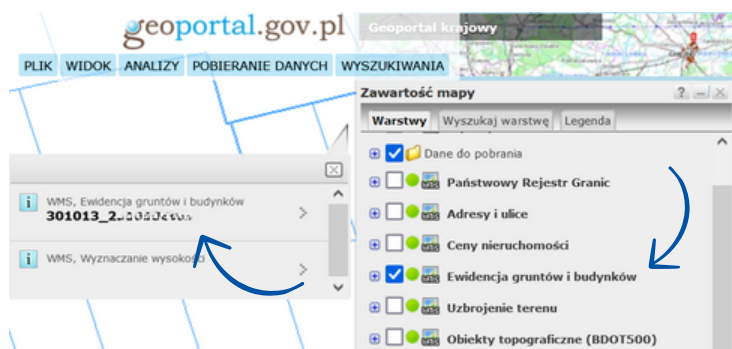 geoportal.gov.pl
Geoportal krajowy
PLIK WIDOK ANALIZY POBIERANIE DANYCH WYSZUKIWANIA
Zawartość mapy ? – ×
Warstwy Wyszukaj warstwę Legenda
Dane do pobrania
Państwowy Rejestr Granic
Adresy i ulice
Ceny nieruchomości
Ewidencja gruntów i budynków
Uzbrojenie terenu
Obiekty topograficzne (BDOT500)
WMS, Ewidencja gruntów i budynków
301013_2.
WMS, Wyznaczanie wysokości